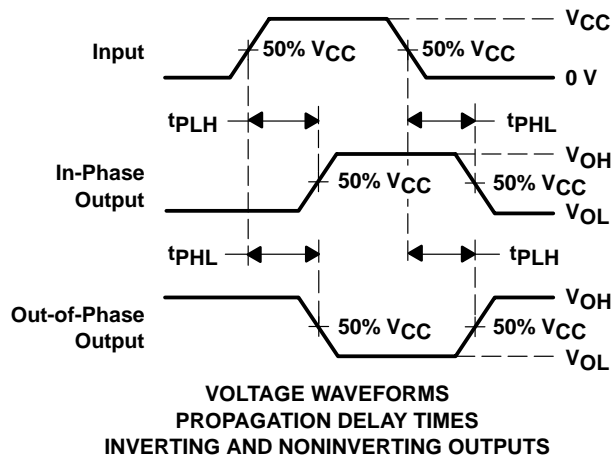 VCC
Input
50% VCC
50% VCC
0 V
tPLH
tPHL
VOH
In-Phase
Output
50% VCC
50% VCC
VOL
tPHL
tPLH
VOH
Out-of-Phase
Output
50% VCC
50% VCC
VOL
VOLTAGE WAVEFORMS
PROPAGATION DELAY TIMES
INVERTING AND NONINVERTING OUTPUTS